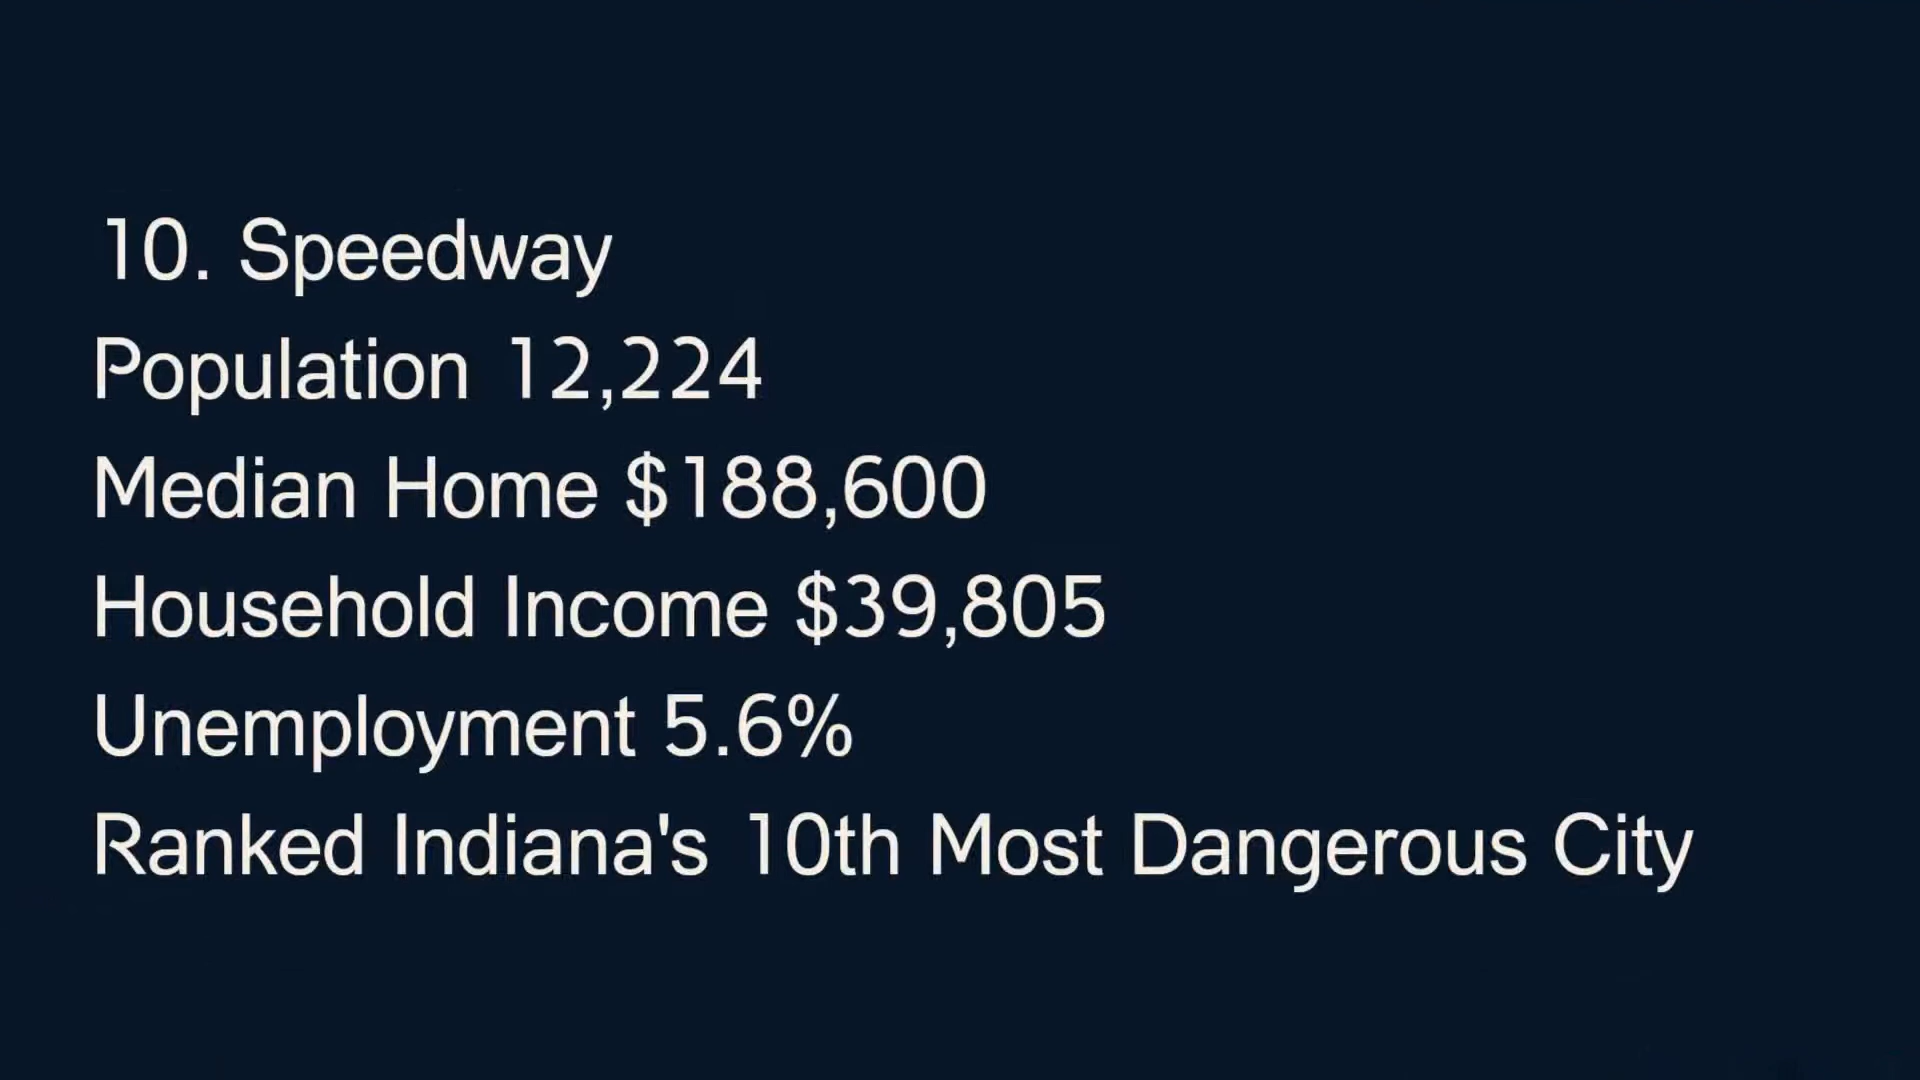 10. Speedway
Population 12,224
Median Home $188,600
Household Income $39,805
Unemployment 5.6%
Ranked Indiana's 10th Most Dangerous City